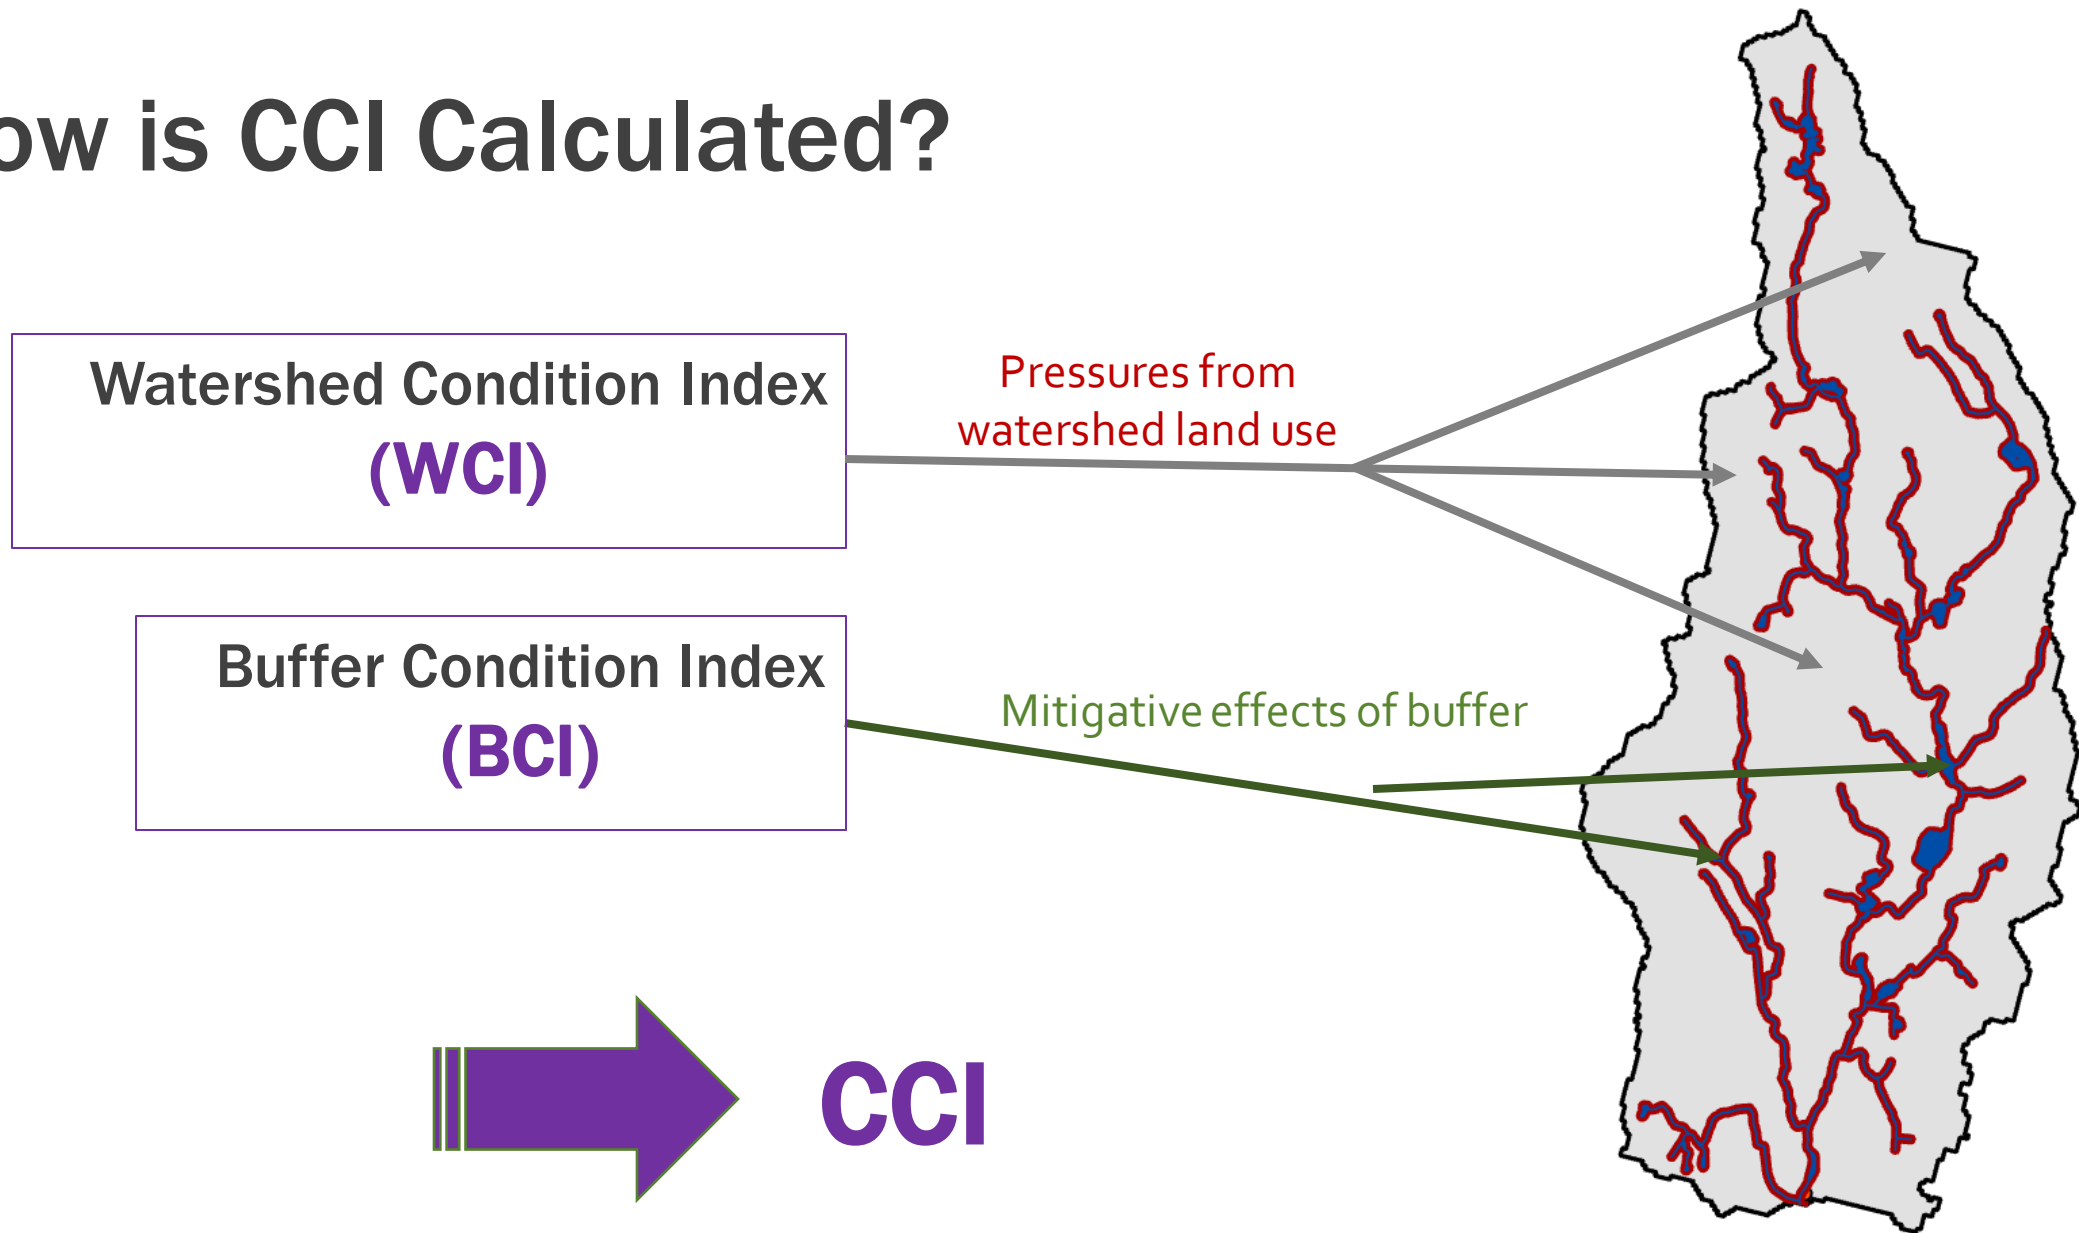 ow is CCI Calculated?
Watershed Condition Index
(WCI)
Pressures from
watershed land use
Buffer Condition Index
(BCI)
Mitigative effects of buffer
CCI